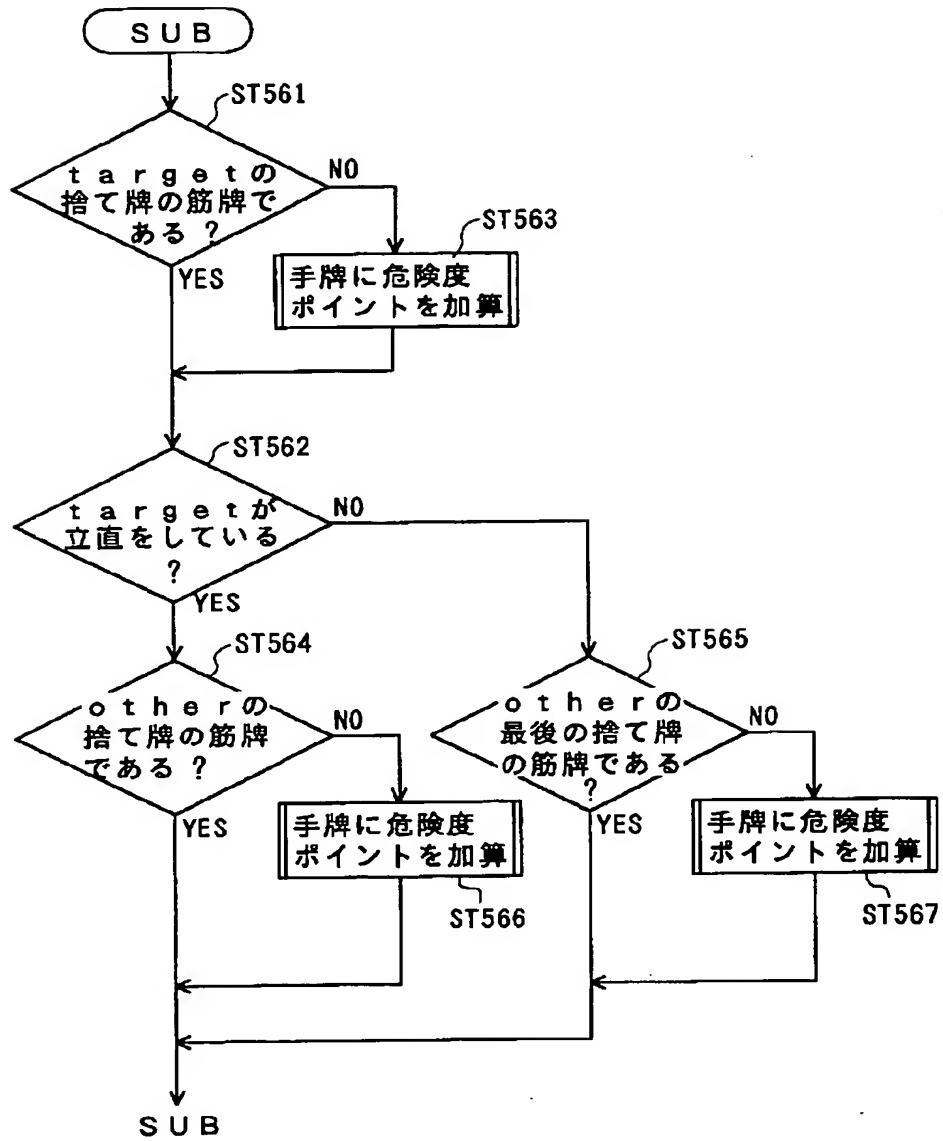 SUB
ST561
targetの
捨て牌の筋牌で
ある?
NO
YES
ST563
手牌に危険度
ポイントを加算
ST562
targetが
立直をしている
?
NO
YES
ST564
otherの
捨て牌の筋牌
である?
NO
YES
手牌に危険度
ポイントを加算
ST566
ST565
otherの
最後の捨て牌
の筋牌である
?
NO
YES
手牌に危険度
ポイントを加算
ST567
SUB